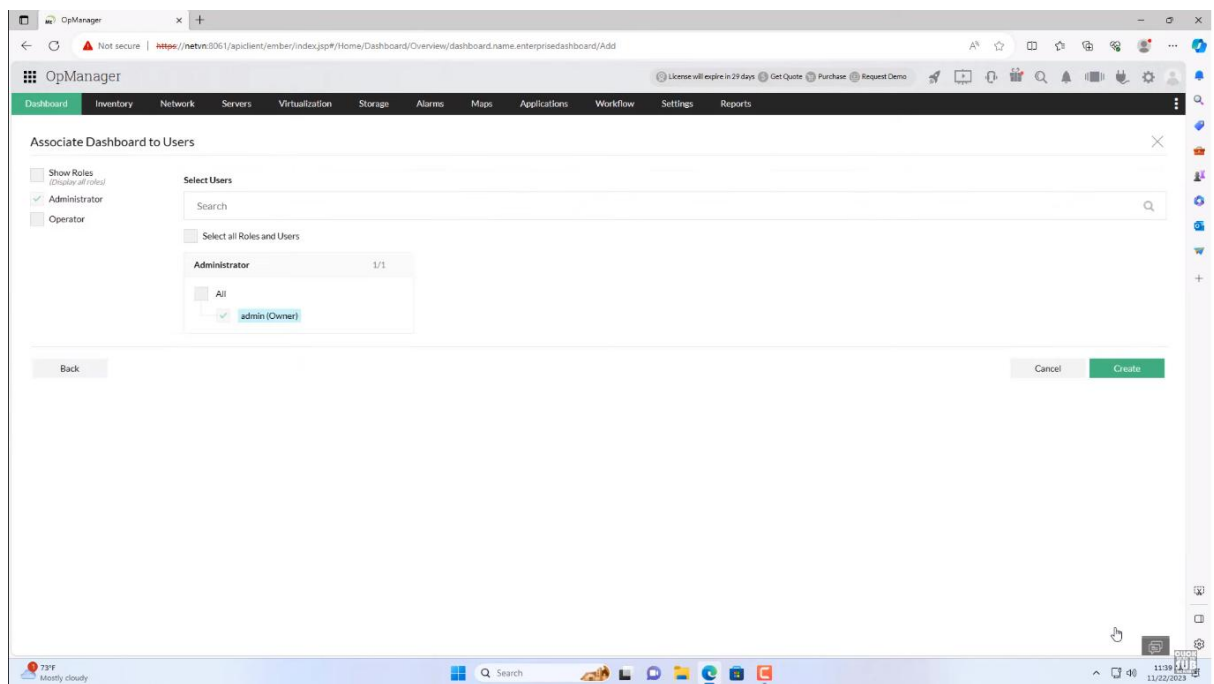 OpManager
Not secure | https://netvn:8061/apiclient/ember/index.jsp#/Home/Dashboard/Overview/dashboard.name.enterprisedashboard/Add
OpManager
License will expire in 29 days Get Quote Purchase Request Demo
Dashboard Inventory Network Servers Virtualization Storage Alarms Maps Applications Workflow Settings Reports
Associate Dashboard to Users
Show Roles
(Display all roles)
Administrator
Operator
Select Users
Search
Select all Roles and Users
Administrator 1/1
All
admin (Owner)
Back Cancel Create
73°F
Mostly cloudy
Search
11:39
11/22/2023